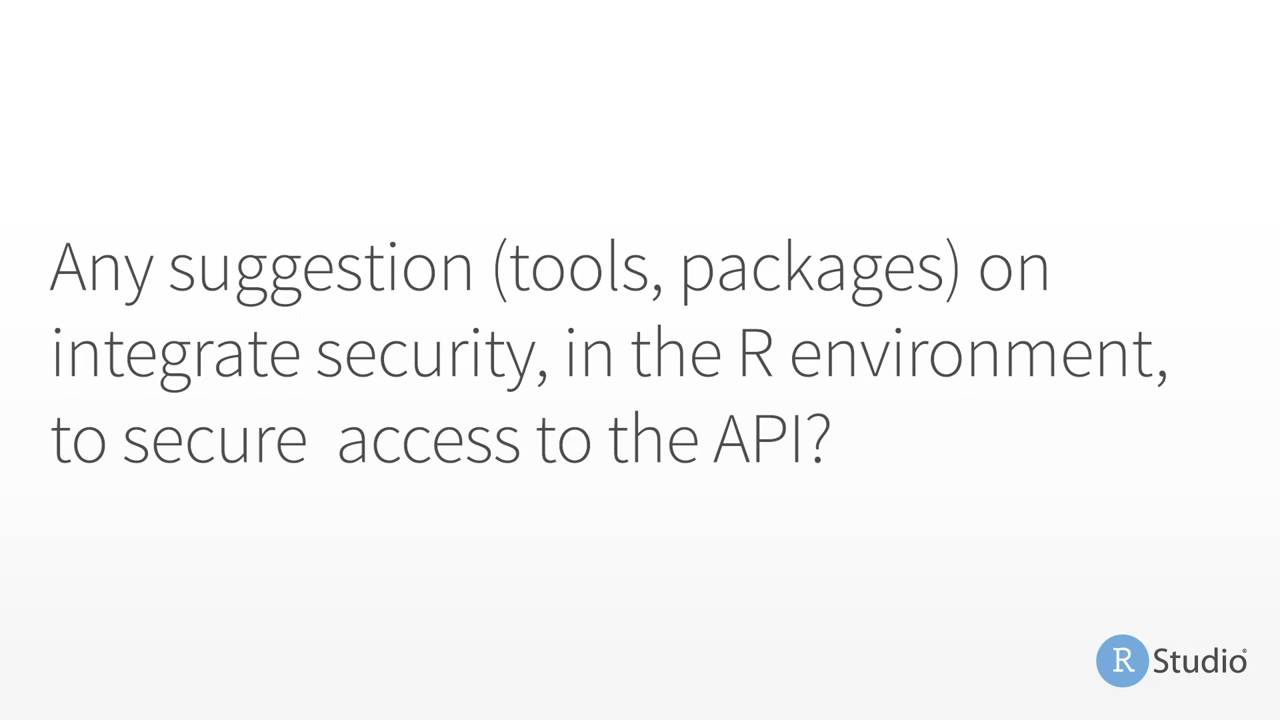 Any suggestion (tools, packages) on
integrate security, in the R environment,
to secure  access to the API?
R Studio®